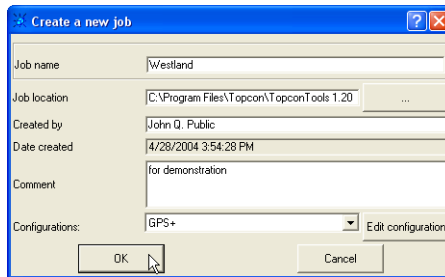 Create a new job
Job name Westland
Job location C:\Program Files\Topcon\TopconTools 1.20 ...
Created by John Q. Public
Date created 4/28/2004 3:54:28 PM
Comment for demonstration
Configurations: GPS+ Edit configuration
OK Cancel